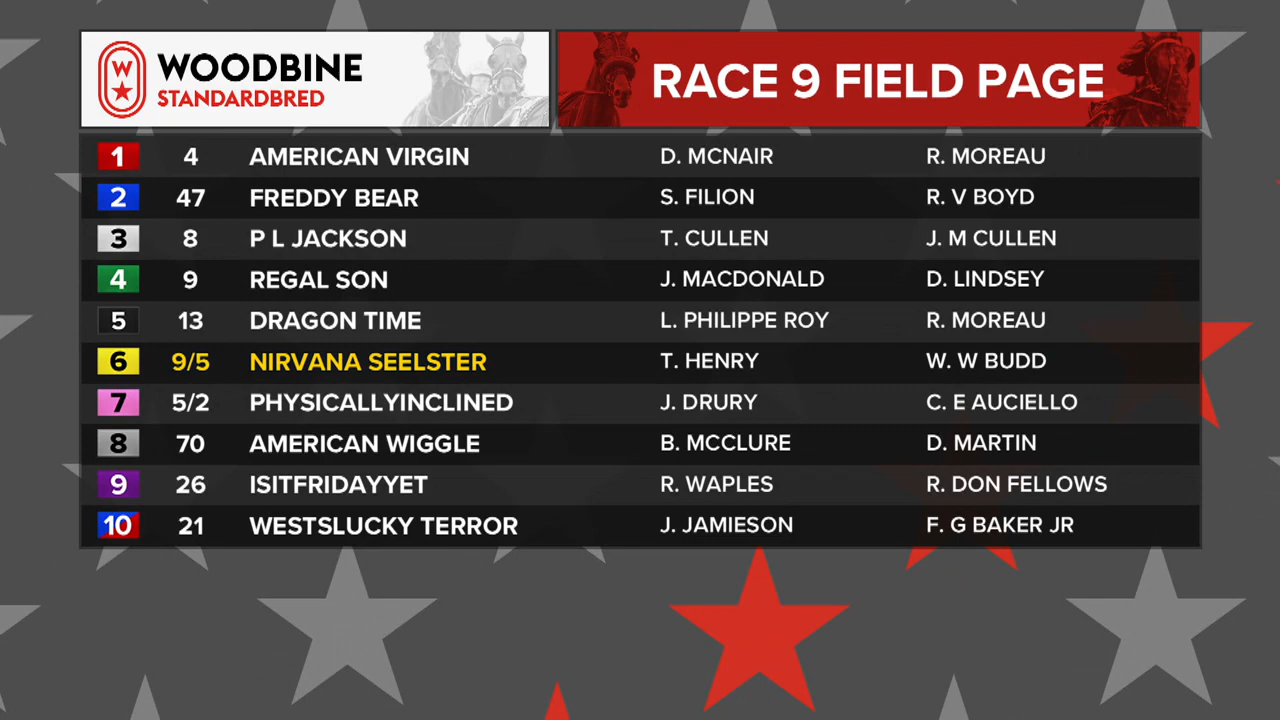 W
WOODBINE
STANDARDBRED
RACE 9 FIELD PAGE
1 4 AMERICAN VIRGIN D. MCNAIR R. MOREAU
2 47 FREDDY BEAR S. FILION R. V BOYD
3 8 P L JACKSON T. CULLEN J. M CULLEN
4 9 REGAL SON J. MACDONALD D. LINDSEY
5 13 DRAGON TIME L. PHILIPPE ROY R. MOREAU
6 9/5 NIRVANA SEELSTER T. HENRY W. W BUDD
7 5/2 PHYSICALLYINCLINED J. DRURY C. E AUCIELLO
8 70 AMERICAN WIGGLE B. MCCLURE D. MARTIN
9 26 ISITFRIDAYYET R. WAPLES R. DON FELLOWS
10 21 WESTSLUCKY TERROR J. JAMIESON F. G BAKER JR